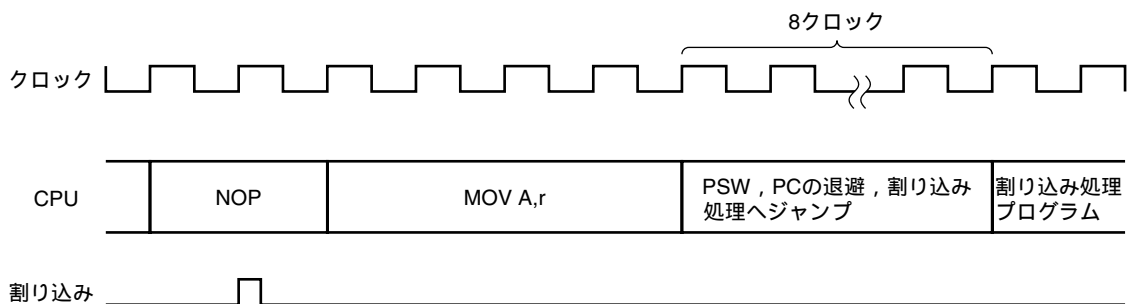 8クロック
クロック
CPU
NOP
MOV A,r
PSW，PCの退避，割り込み
処理へジャンプ
割り込み処理
プログラム
割り込み